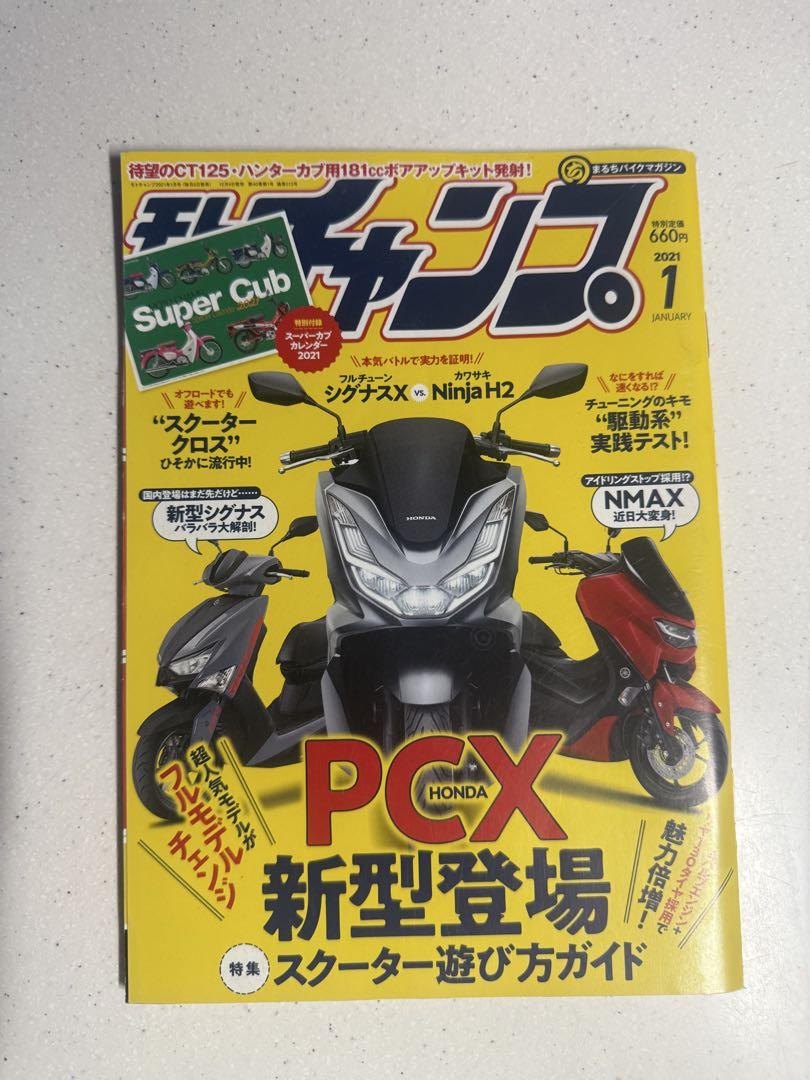 待望のCT125・ハンターカブ用181ccボアアップキット発射!
まるちバイクマガジン
モトチャンプ
特別定価
660円
2021
1
JANUARY
Super Cub
特別付録
スーパーカブ
カレンダー
2021
本気バトルで実力を証明!
フルチューン
シグナスX
vs.
カワサキ
Ninja H2
オフロードでも
遊べます!
“スクーター
クロス”
ひそかに流行中!
なにをすれば
速くなる!?
チューニングのキモ
“駆動系”
実践テスト!
国内登場はまだ先だけど……
新型シグナス
バラバラ大解剖!
アイドリングストップ採用!?
NMAX
近日大変身!
HONDA
超人気モデルが
フルモデル
チェンジ
PCX
HONDA
魅力倍増!
新型登場
特集
スクーター遊び方ガイド